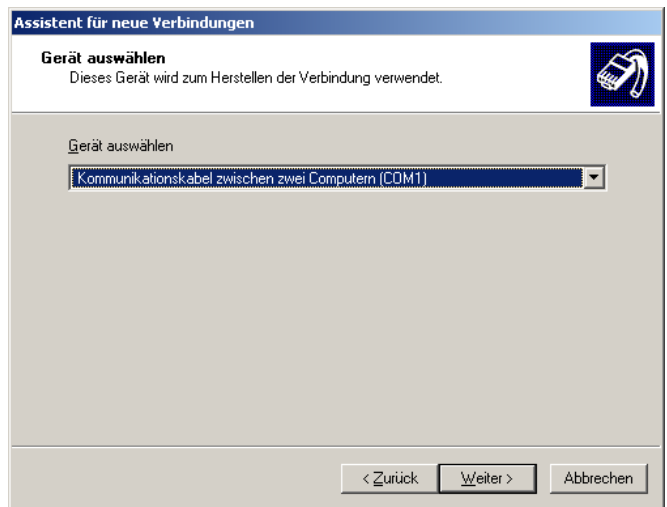 Assistent für neue Verbindungen
Gerät auswählen
Dieses Gerät wird zum Herstellen der Verbindung verwendet.
Gerät auswählen
Kommunikationskabel zwischen zwei Computern (COM1)
< Zurück
Weiter >
Abbrechen